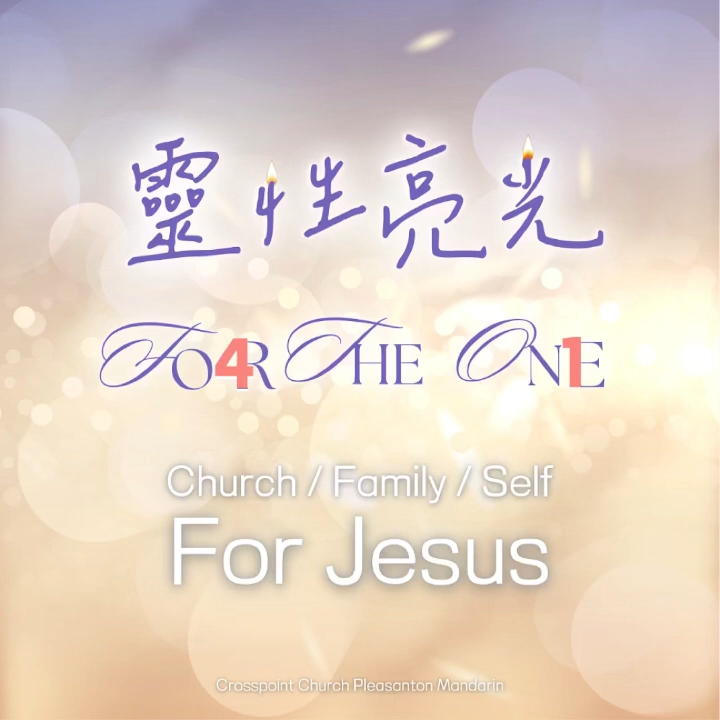 靈性亮光
FO4R THE ON1E
Church / Family / Self
For Jesus
Crosspoint Church Pleasanton Mandarin